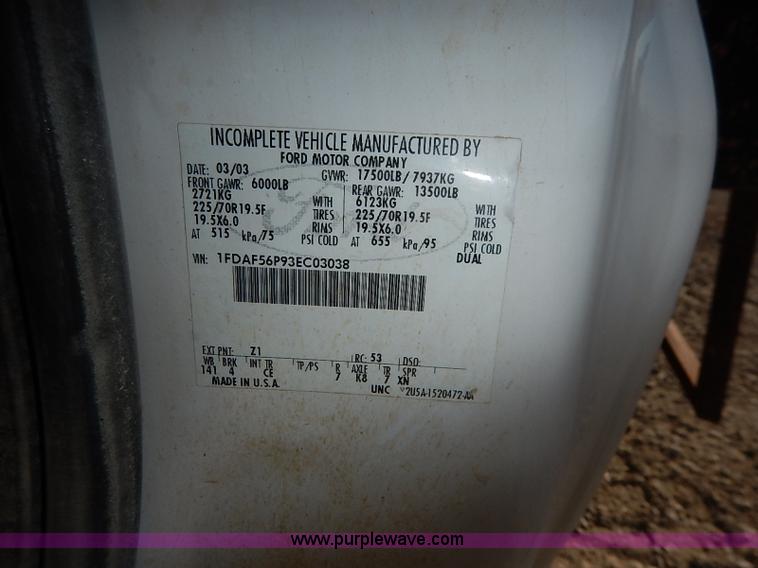 INCOMPLETE VEHICLE MANUFACTURED BY
FORD MOTOR COMPANY
DATE: 03/03 GVWR: 17500LB/ 7937KG
FRONT GAWR: 6000LB REAR GAWR: 13500LB
2721KG WITH 6123KG WITH
225/70R19.5F TIRES 225/70R19.5F TIRES
19.5X6.0 RIMS 19.5X6.0 RIMS
AT 515 kPa/75 PSI COLD AT 655 kPa/95 PSI COLD
DUAL
VIN: 1FDAF56P93EC03038
EXT PNT: Z1 RC: 53 DSO:
WB BRK INT TR TP/PS R AXLE TR SPR
141 4 CE 7 K8 7 XN
MADE IN U.S.A. UNC 2U5A-1520472-AA
www.purplewave.com